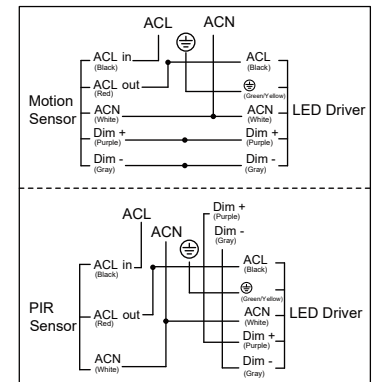 ACL ACN
ACL in ACL
(Black) (Black)
ACL out
(Red) (Green/Yellow)
Motion Sensor
ACN ACN LED Driver
(White) (White)
Dim + Dim +
(Purple) (Purple)
Dim - Dim -
(Gray) (Gray)
Dim +
(Purple)
ACL
Dim -
(Gray)
ACN
ACL in ACL
(Black) (Black)
(Green/Yellow)
PIR Sensor
ACL out ACN LED Driver
(Red) (White)
Dim +
(Purple)
ACN Dim -
(White) (Gray)